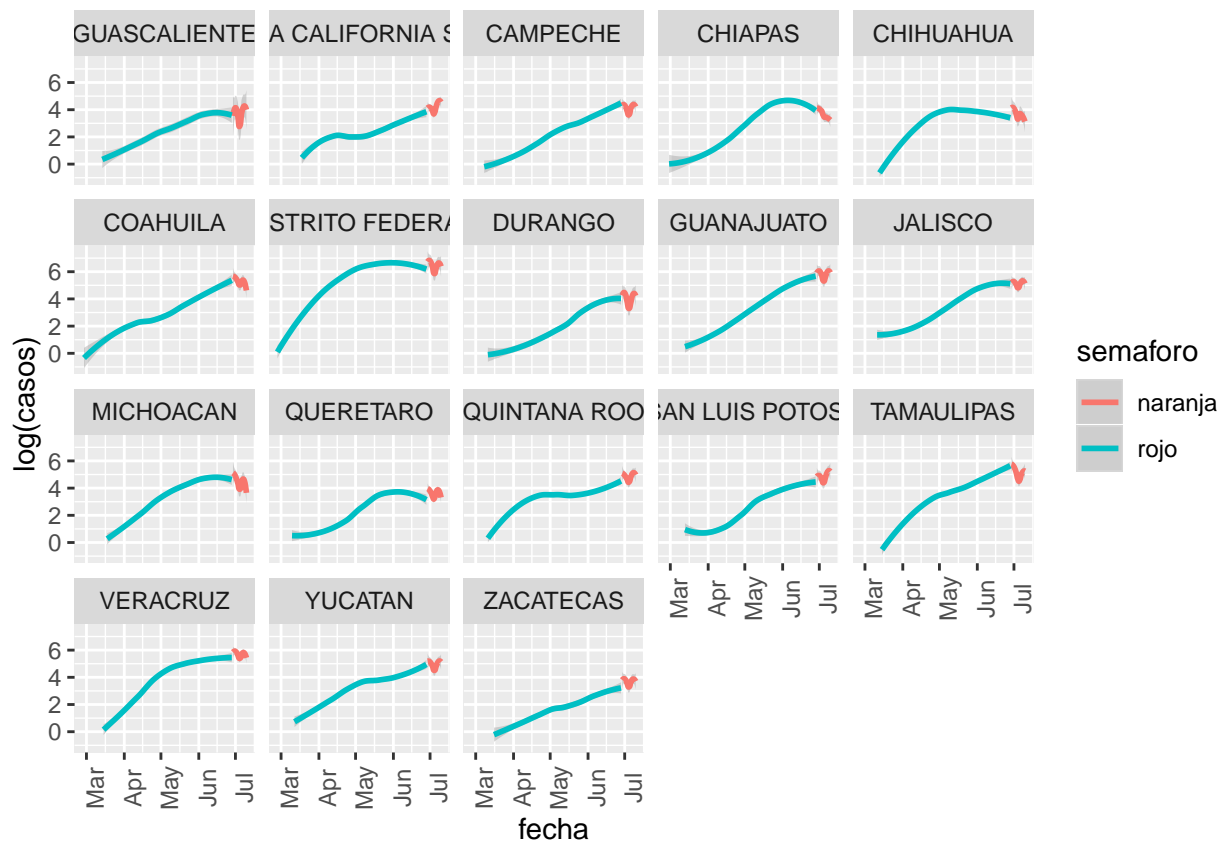 GUASCALIENTE A CALIFORNIA S CAMPECHE CHIAPAS CHIHUAHUA
6
4
2
0
COAHUILA STRITO FEDERA DURANGO GUANAJUATO JALISCO
6
4
2
0
MICHOACAN QUERETARO QUINTANA ROO SAN LUIS POTOS TAMAULIPAS
6
4
2
0
Mar Apr May Jun Jul Mar Apr May Jun Jul
VERACRUZ YUCATAN ZACATECAS
6
4
2
0
Mar Apr May Jun Jul Mar Apr May Jun Jul Mar Apr May Jun Jul
fecha
log(casos)
semaforo
naranja
rojo